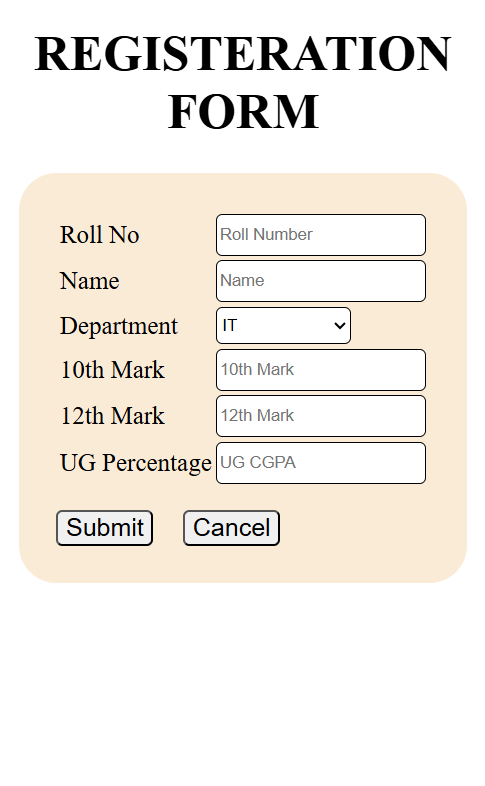 REGISTERATION
FORM
Roll No Roll Number
Name Name
Department IT
10th Mark 10th Mark
12th Mark 12th Mark
UG Percentage UG CGPA
Submit Cancel